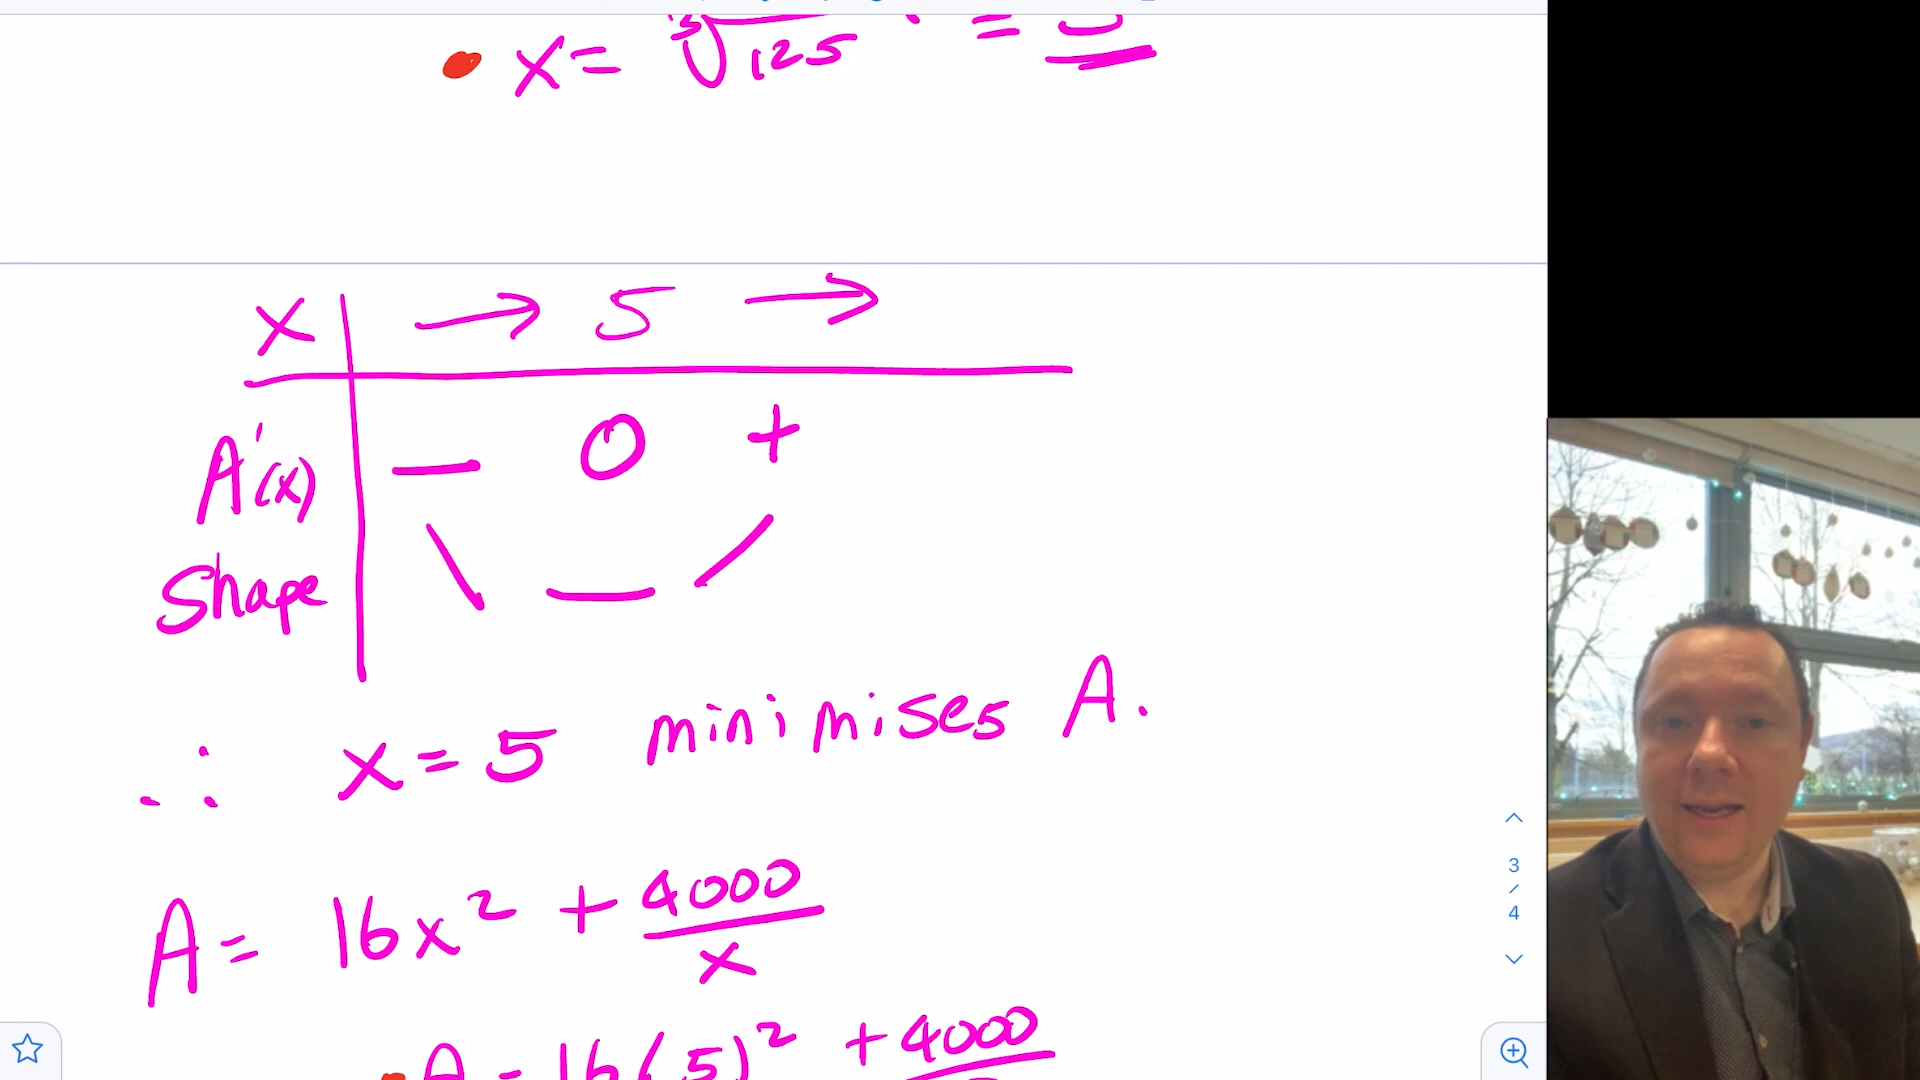 x = ∛125 = 5
x → 5 →
A'(x) — 0 +
Shape \ _ /
∴ x = 5 minimises A.
A = 16x² + 4000/x
A = 16(5)² + 4000
3
/
4